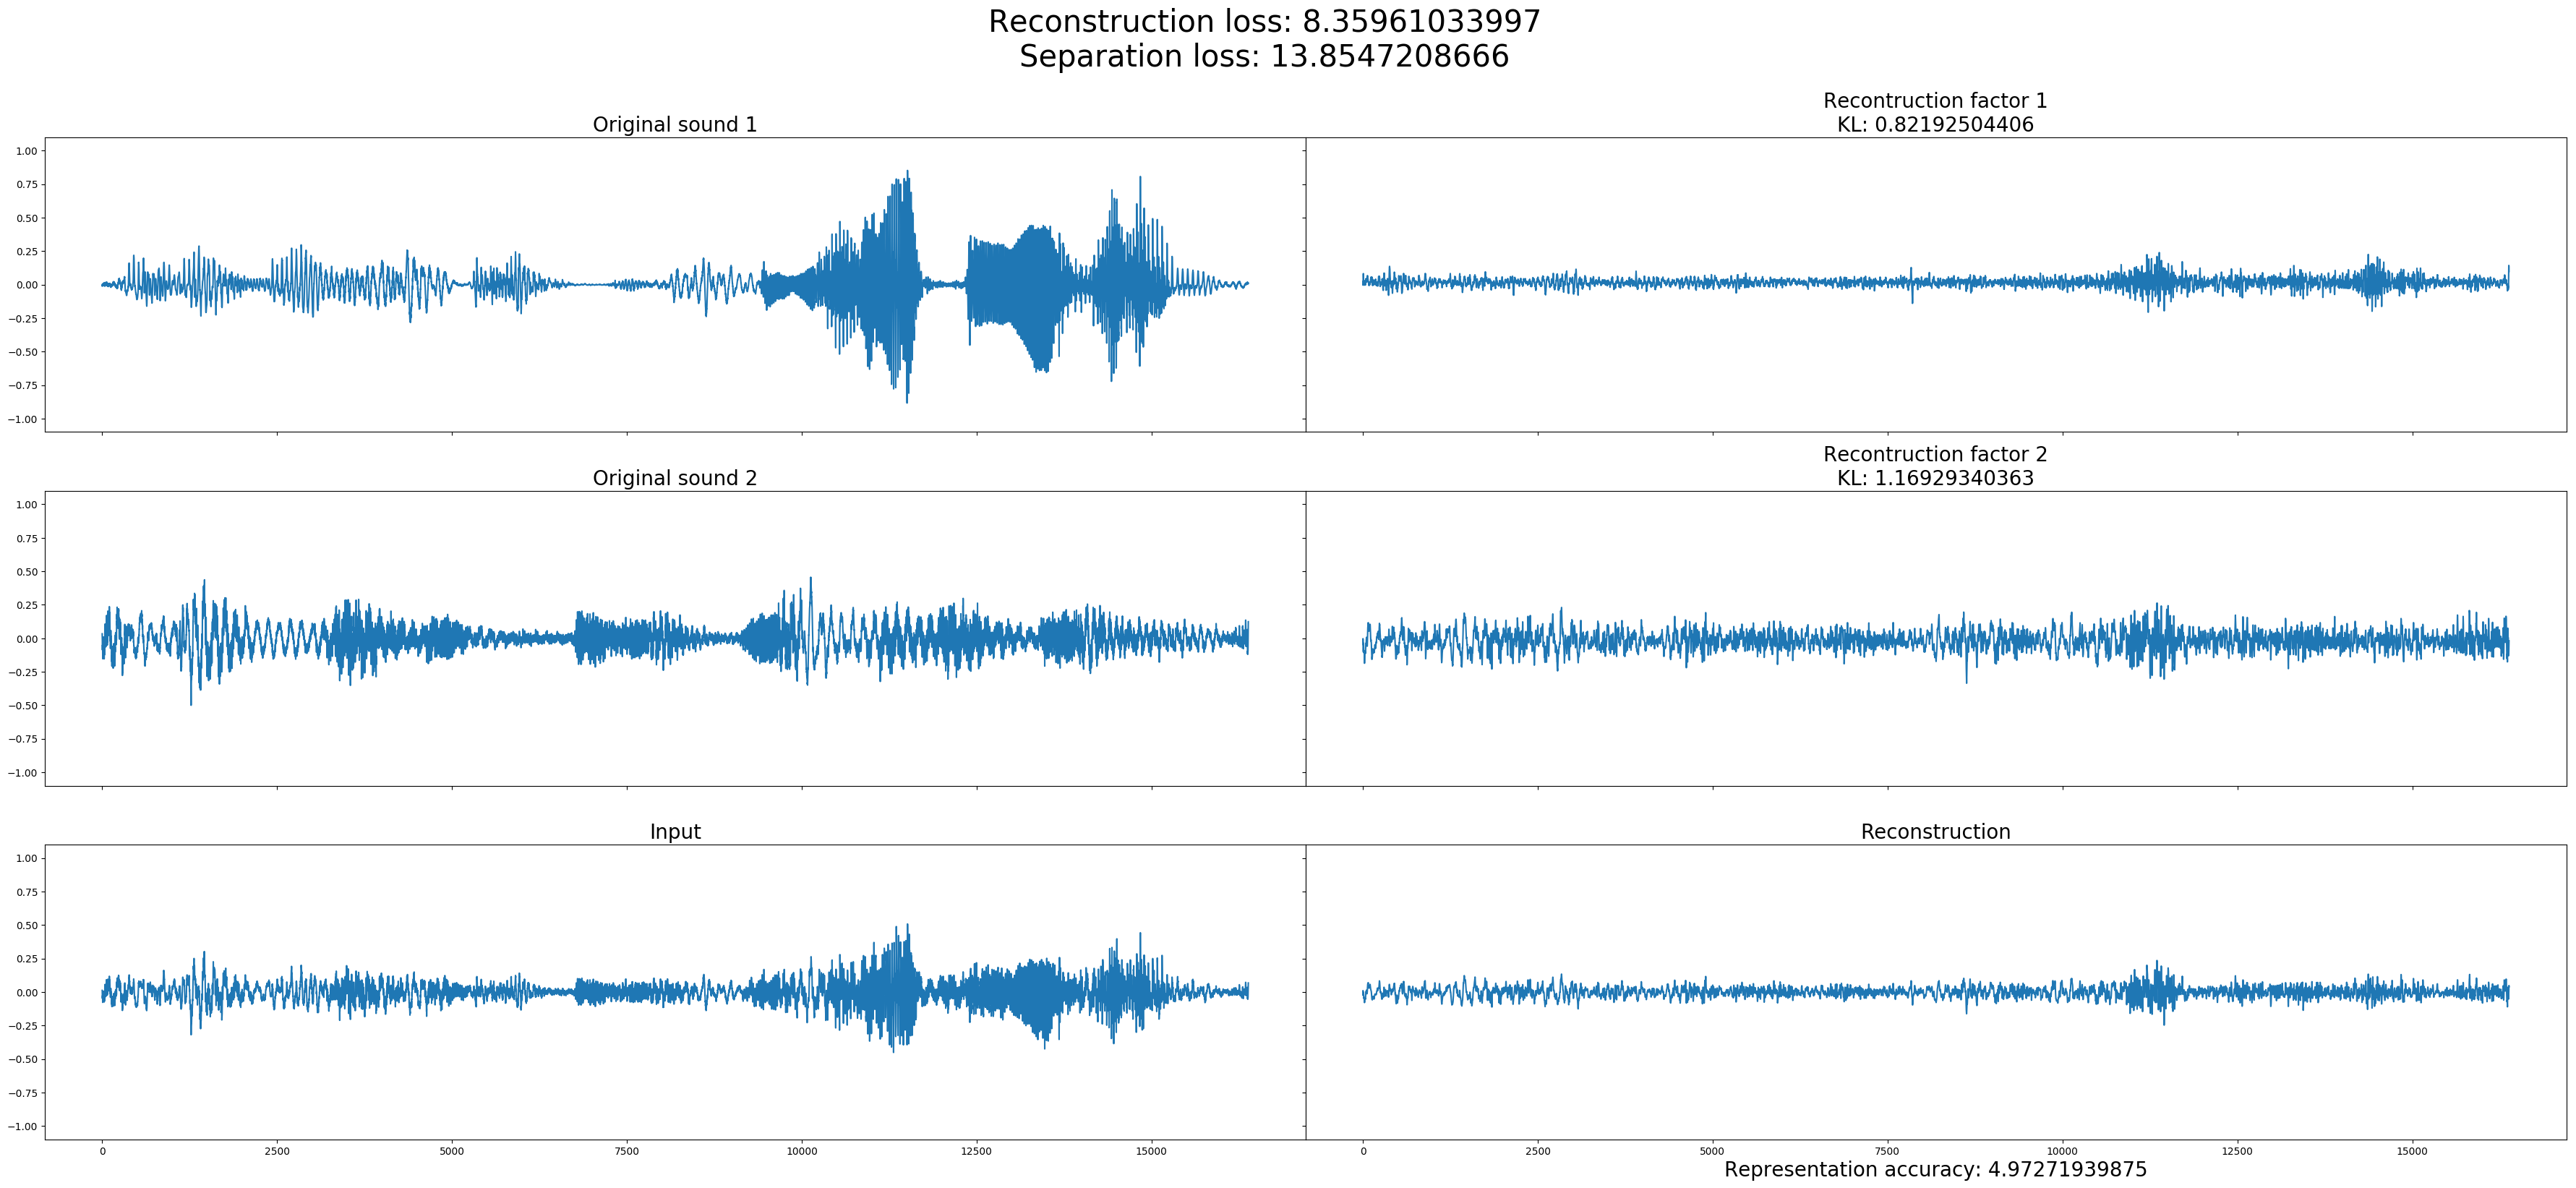 Reconstruction loss: 8.35961033997
Separation loss: 13.8547208666
Original sound 1
Recontruction factor 1
KL: 0.82192504406
1.00
0.75
0.50
0.25
0.00
−0.25
−0.50
−0.75
−1.00
Original sound 2
Recontruction factor 2
KL: 1.16929340363
1.00
0.75
0.50
0.25
0.00
−0.25
−0.50
−0.75
−1.00
Input
Reconstruction
1.00
0.75
0.50
0.25
0.00
−0.25
−0.50
−0.75
−1.00
0 2500 5000 7500 10000 12500 15000
0 2500 5000 7500 10000 12500 15000
Representation accuracy: 4.97271939875